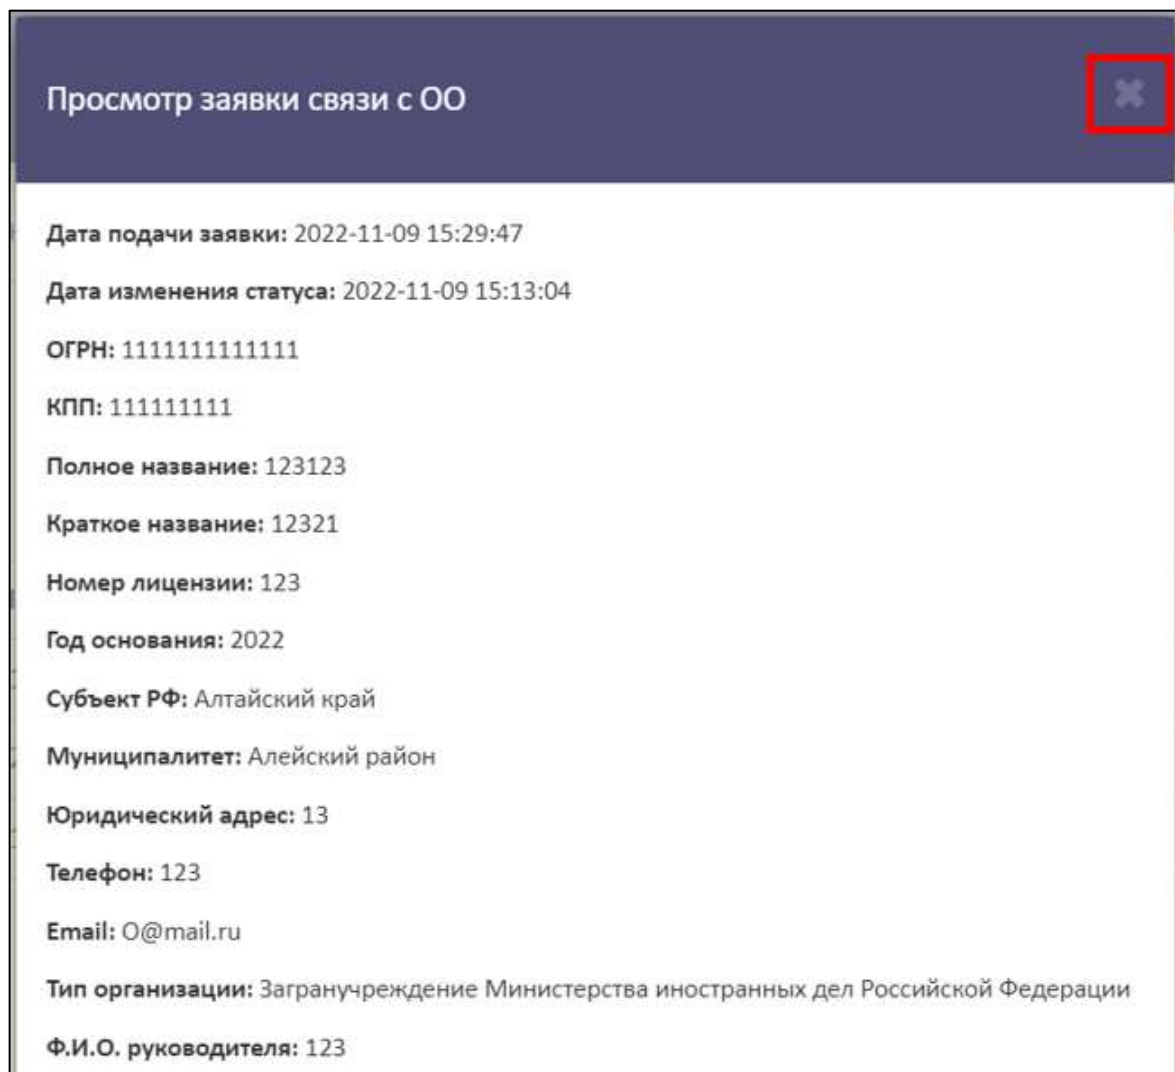 Просмотр заявки связи с ОО
Дата подачи заявки: 2022-11-09 15:29:47
Дата изменения статуса: 2022-11-09 15:13:04
ОГРН: 1111111111111
КПП: 111111111
Полное название: 123123
Краткое название: 12321
Номер лицензии: 123
Год основания: 2022
Субъект РФ: Алтайский край
Муниципалитет: Алейский район
Юридический адрес: 13
Телефон: 123
Email: O@mail.ru
Тип организации: Загранучреждение Министерства иностранных дел Российской Федерации
Ф.И.О. руководителя: 123